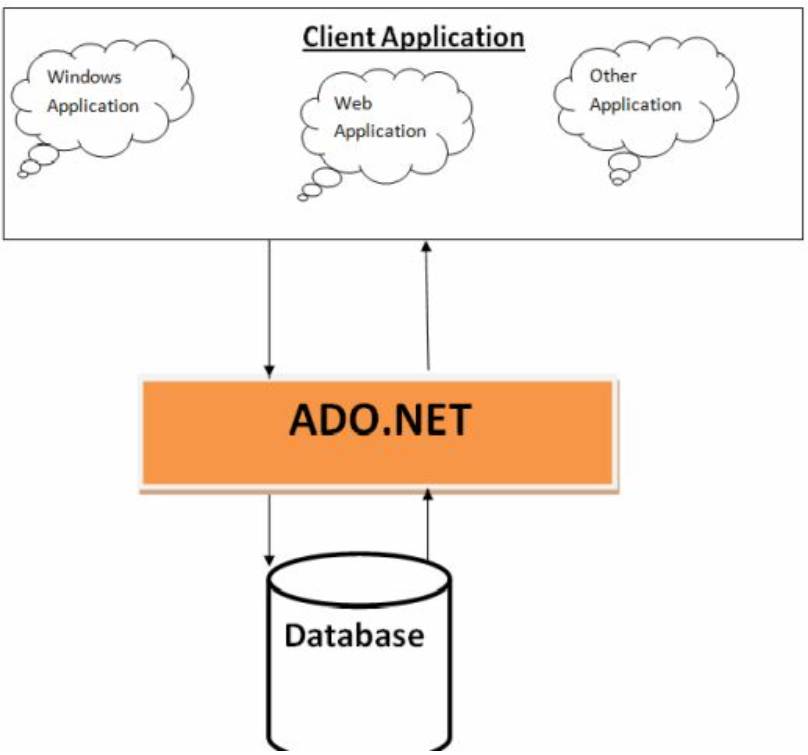 Client Application
Windows
Application
Web
Application
Other
Application
ADO.NET
Database